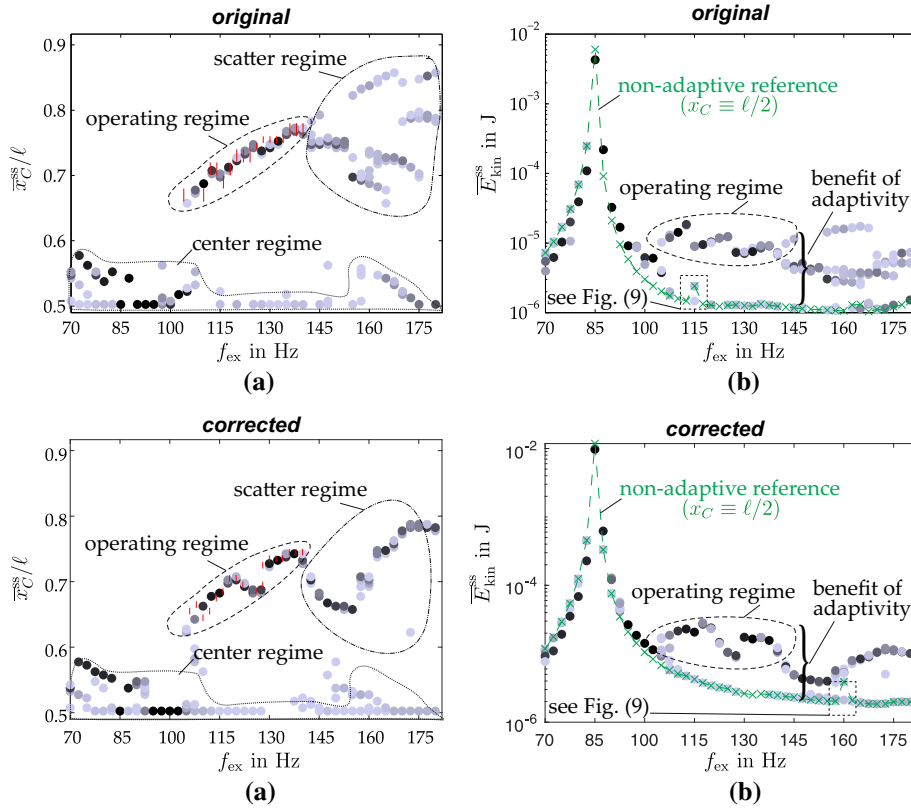 original
0.9
0.8
0.7
0.6
0.5
x̄_C^ss/ℓ
scatter regime
operating regime
center regime
70 85 100 115 130 145 160 175
f_ex in Hz
(a)
original
10^-2
10^-3
10^-4
10^-5
10^-6
Ē_kin^ss in J
non-adaptive reference
(x_C ≡ ℓ/2)
operating regime
benefit of
adaptivity
see Fig. (9)
70 85 100 115 130 145 160 175
f_ex in Hz
(b)
corrected
0.9
0.8
0.7
0.6
0.5
x̄_C^ss/ℓ
scatter regime
operating regime
center regime
70 85 100 115 130 145 160 175
f_ex in Hz
(a)
corrected
10^-2
10^-4
10^-6
Ē_kin^ss in J
non-adaptive reference
(x_C ≡ ℓ/2)
operating regime
benefit of
adaptivity
see Fig. (9)
70 85 100 115 130 145 160 175
f_ex in Hz
(b)